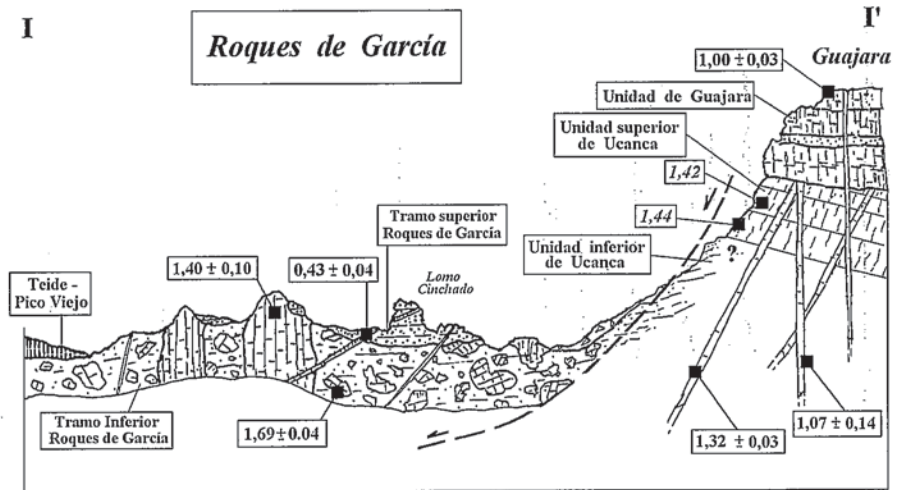 I
I'
Roques de García
Guajara
1,00 ± 0,03
Unidad de Guajara
Unidad superior
de Ucanca
1,42
1,44
Unidad inferior
de Ucanca
?
Tramo superior
Roques de García
Lomo
Cinchado
1,40 ± 0,10
0,43 ± 0,04
Teide -
Pico Viejo
Tramo Inferior
Roques de García
1,69±0.04
1,32 ± 0,03
1,07 ± 0,14